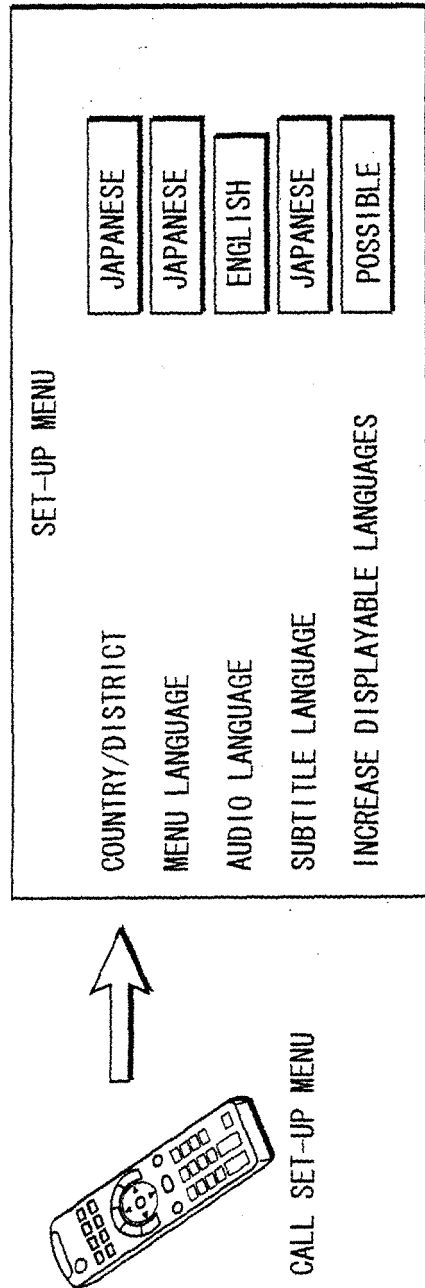 SET-UP MENU
COUNTRY/DISTRICT JAPANESE
MENU LANGUAGE JAPANESE
AUDIO LANGUAGE ENGLISH
SUBTITLE LANGUAGE JAPANESE
INCREASE DISPLAYABLE LANGUAGES POSSIBLE
CALL SET-UP MENU